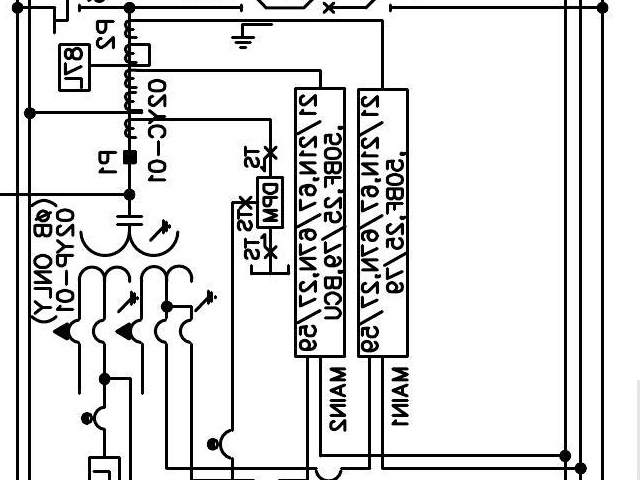 P2
87L
02YC-01
P1
TS
DPM
TS
TS
02YP-01
(ØB ONLY)
21/21N,67/67N,27/59
,50BF,25/79,BCU
MAIN2
21/21N,67/67N,27/59
,50BF,25/79
MAIN1